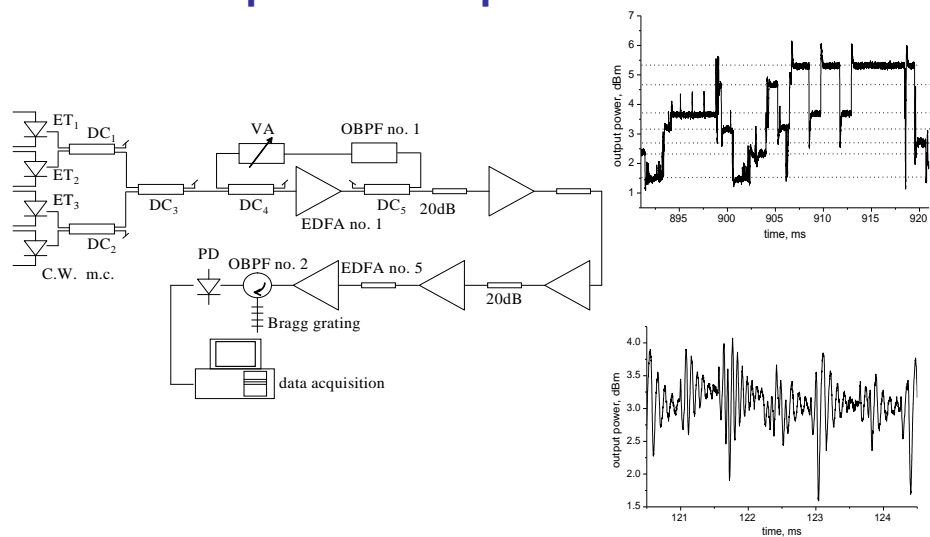 ET1
DC1
ET2
ET3
DC2
C.W. m.c.
DC3
VA
OBPF no. 1
DC4
EDFA no. 1
DC5
20dB
PD
OBPF no. 2
EDFA no. 5
20dB
Bragg grating
data acquisition
7
6
5
4
3
2
1
output power, dBm
895 900 905 910 915 920
time, ms
4.0
3.5
3.0
2.5
2.0
1.5
output power, dBm
121 122 123 124
time, ms